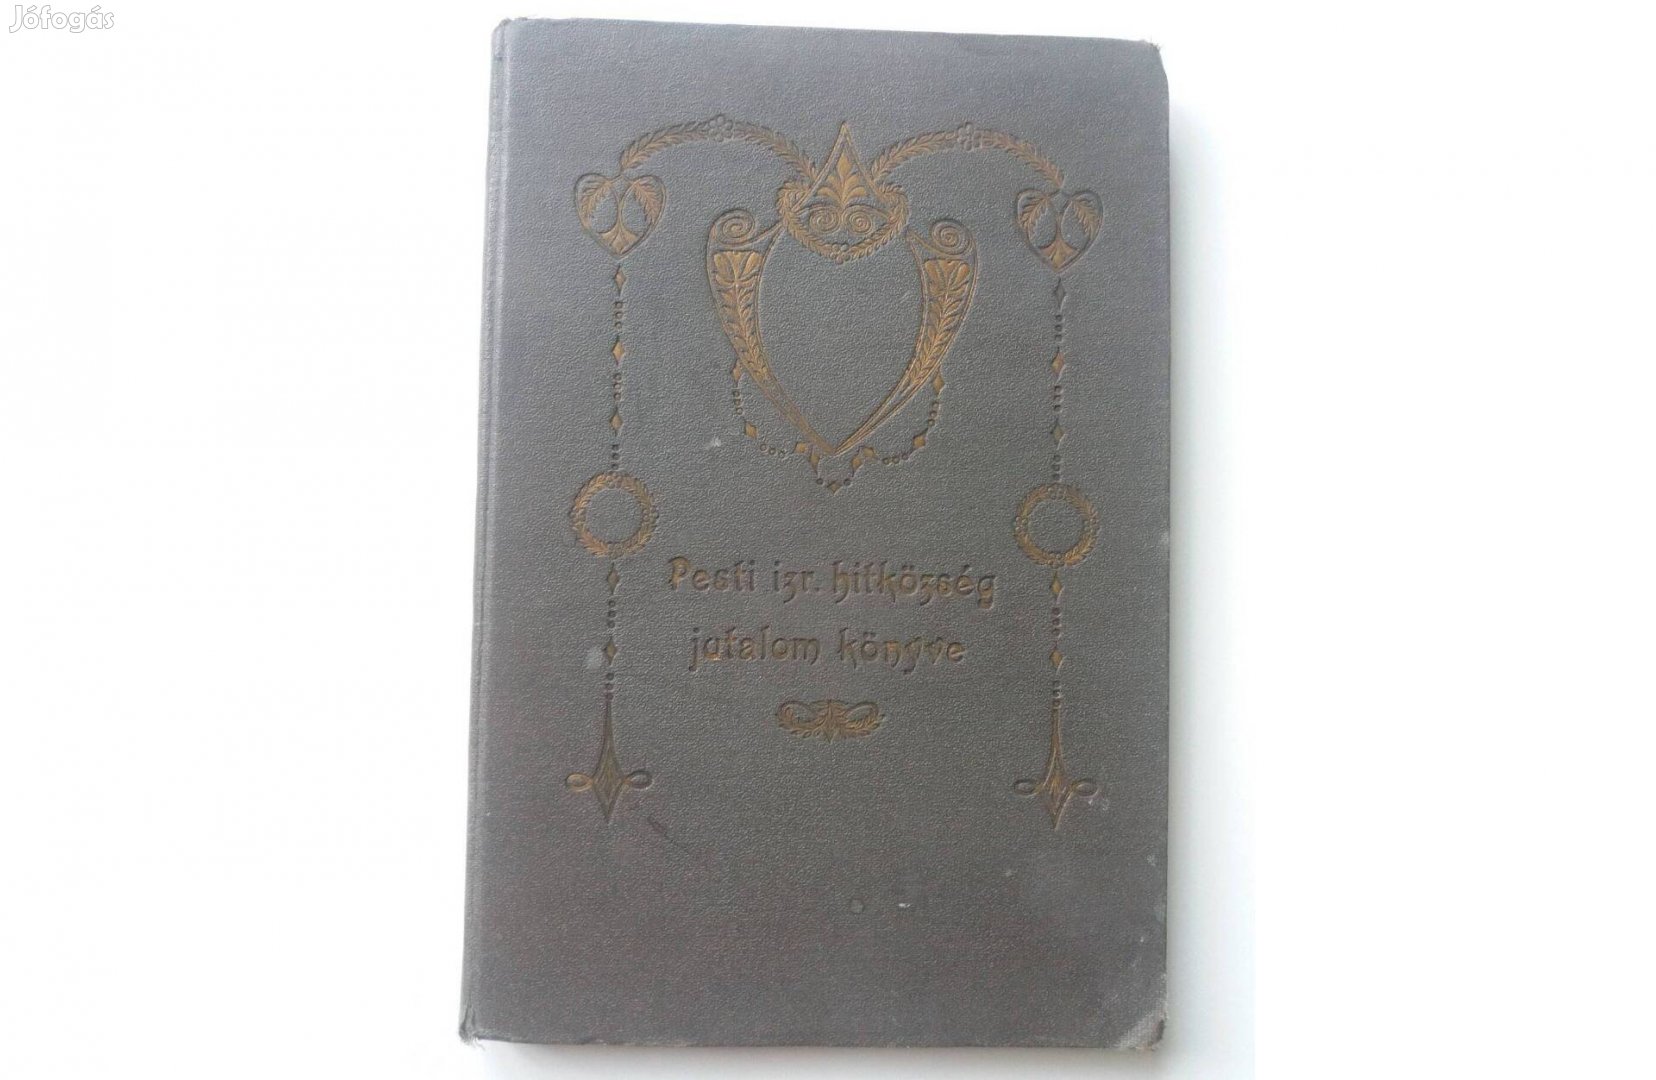 Jófogás
Pesti izr. hitközség
jutalom könyve